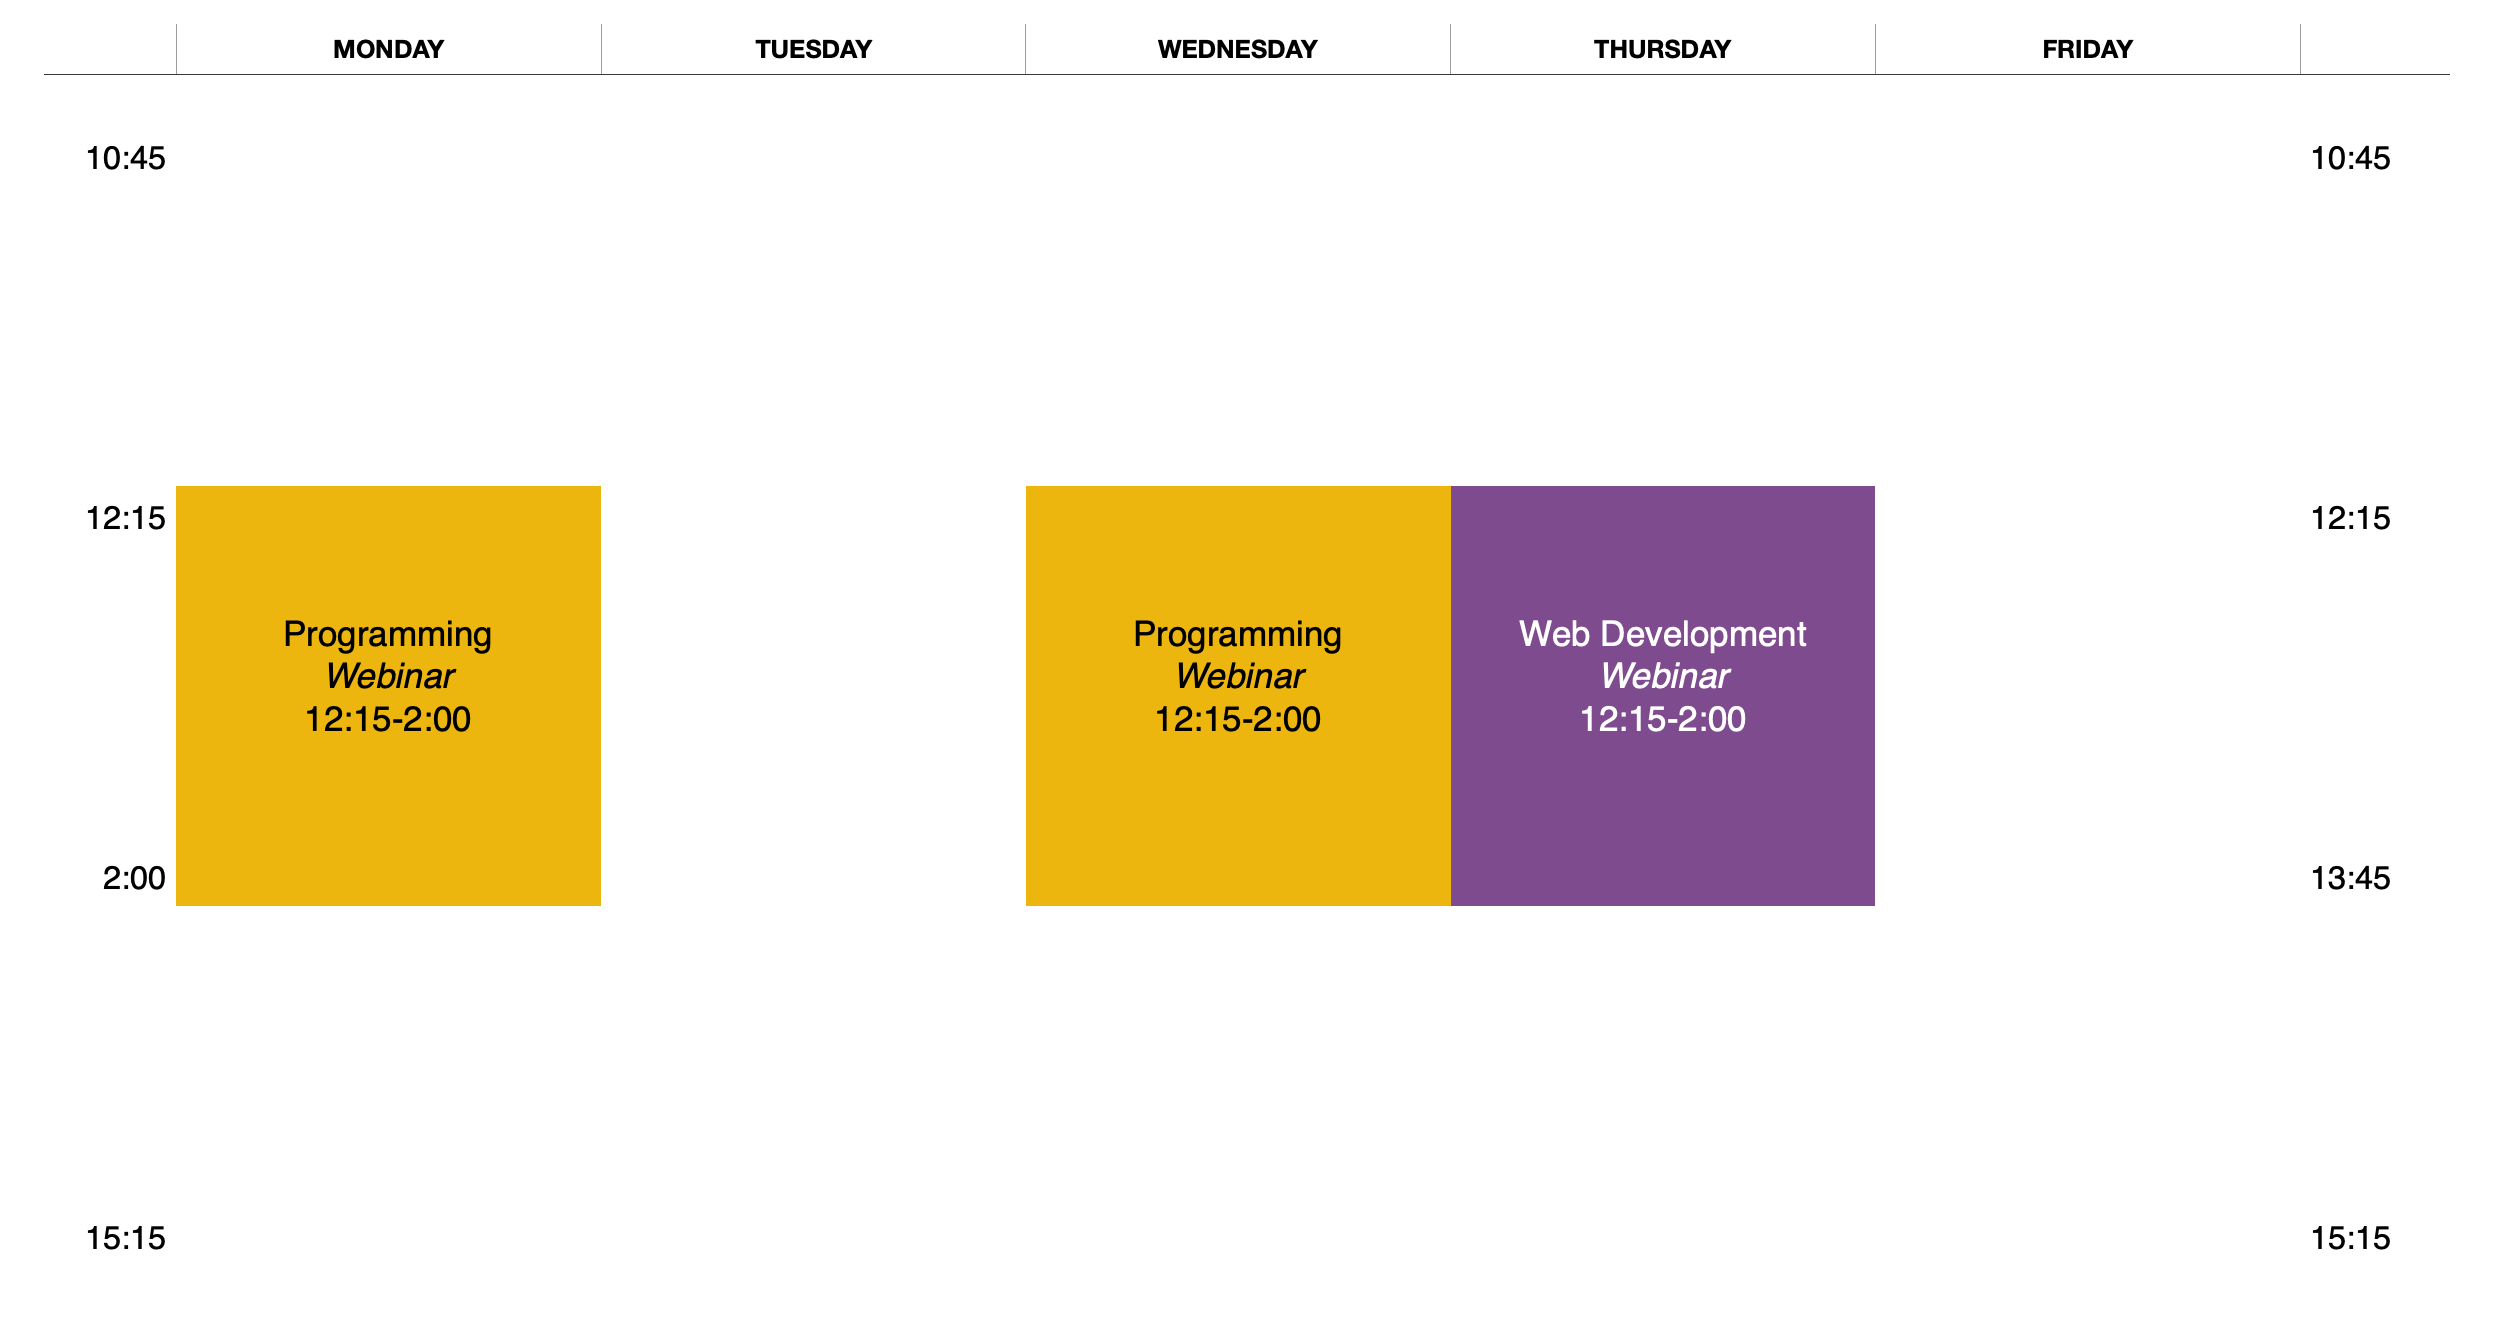 MONDAY TUESDAY WEDNESDAY THURSDAY FRIDAY
10:45 10:45
12:15 12:15
Programming
Webinar
12:15-2:00
Programming
Webinar
12:15-2:00
Web Development
Webinar
12:15-2:00
2:00 13:45
15:15 15:15